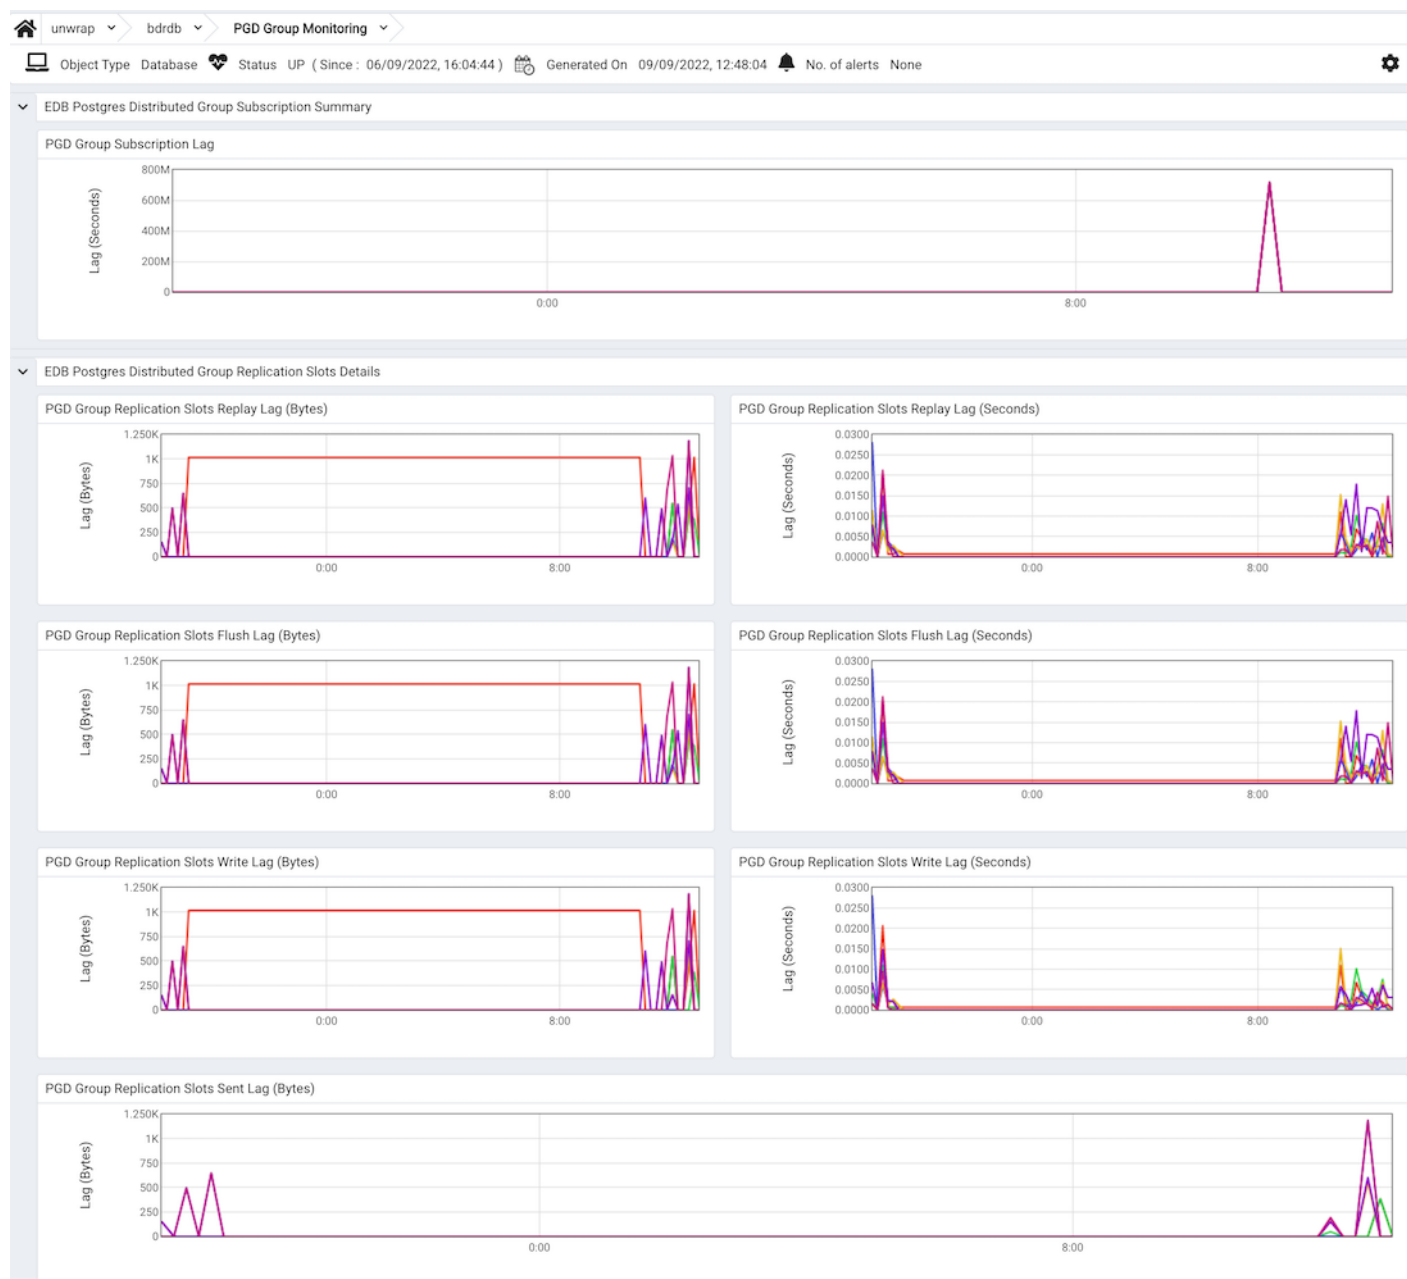 unwrap bdrdb PGD Group Monitoring
Object Type Database Status UP ( Since : 06/09/2022, 16:04:44 ) Generated On 09/09/2022, 12:48:04 No. of alerts None
EDB Postgres Distributed Group Subscription Summary
PGD Group Subscription Lag
Lag (Seconds)
800M
600M
400M
200M
0
0:00 8:00
EDB Postgres Distributed Group Replication Slots Details
PGD Group Replication Slots Replay Lag (Bytes)
Lag (Bytes)
1.250K
1K
750
500
250
0
0:00 8:00
PGD Group Replication Slots Replay Lag (Seconds)
Lag (Seconds)
0.0300
0.0250
0.0200
0.0150
0.0100
0.0050
0.0000
0:00 8:00
PGD Group Replication Slots Flush Lag (Bytes)
Lag (Bytes)
1.250K
1K
750
500
250
0
0:00 8:00
PGD Group Replication Slots Flush Lag (Seconds)
Lag (Seconds)
0.0300
0.0250
0.0200
0.0150
0.0100
0.0050
0.0000
0:00 8:00
PGD Group Replication Slots Write Lag (Bytes)
Lag (Bytes)
1.250K
1K
750
500
250
0
0:00 8:00
PGD Group Replication Slots Write Lag (Seconds)
Lag (Seconds)
0.0300
0.0250
0.0200
0.0150
0.0100
0.0050
0.0000
0:00 8:00
PGD Group Replication Slots Sent Lag (Bytes)
Lag (Bytes)
1.250K
1K
750
500
250
0
0:00 8:00